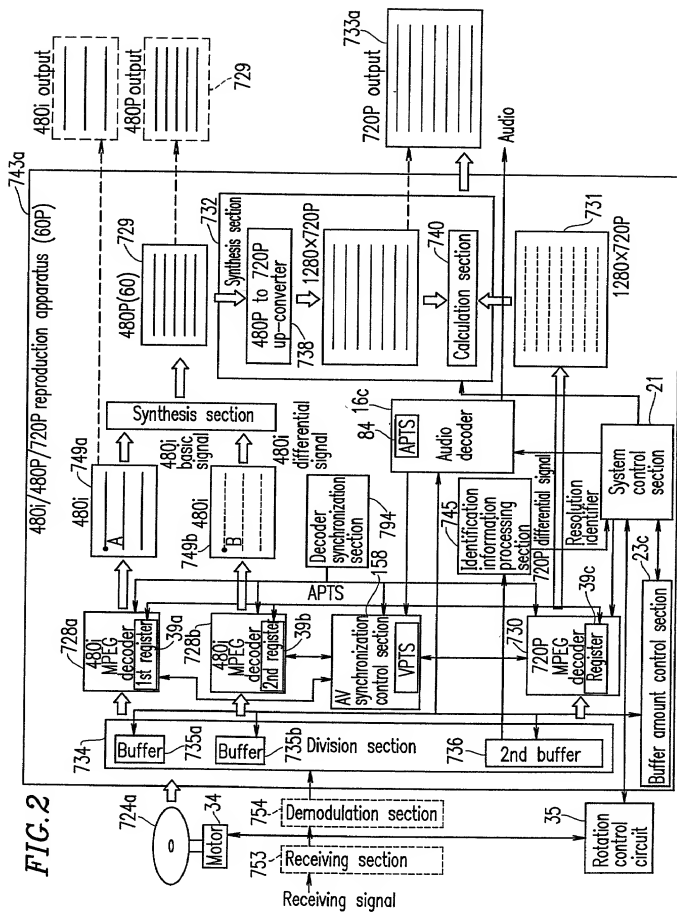 FIG.2
480i/480P/720P reproduction apparatus (60P)
743a
724a
Motor
34
Receiving signal
Receiving section
753
Demodulation section
754
Rotation control circuit
35
734
Buffer
735a
Buffer
735b
Division section
2nd buffer
736
728a
480i MPEG decoder
1st register
39a
728b
480i MPEG decoder
2nd register
39b
APTS
AV synchronization control section
VPTS
158
730
720P MPEG decoder
Register
39c
Buffer amount control section
23c
749a
480i
A
480i basic signal
749b
480i
B
480i differential signal
Decoder synchronization section
794
Identification information processing section
745
720P differential signal
Resolution identifier
System control section
21
Synthesis section
480P(60)
729
Synthesis section
732
480P to 720P up-converter
738
1280×720P
Calculation section
740
Audio decoder
APTS
84
16c
731
1280×720P
480i output
480P output
729
720P output
733a
Audio